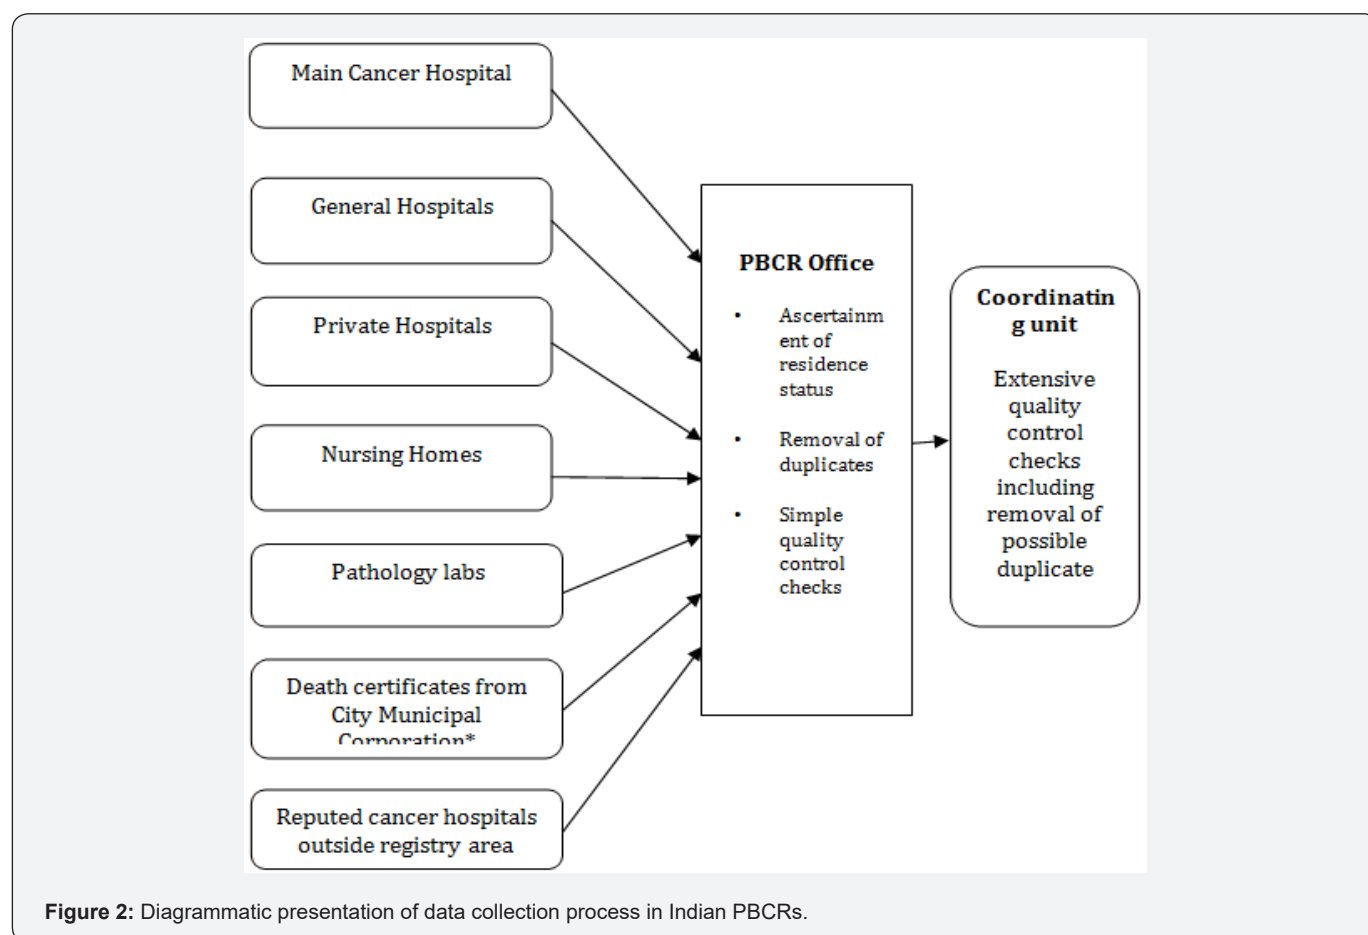 Main Cancer Hospital
General Hospitals
Private Hospitals
Nursing Homes
Pathology labs
Death certificates from
City Municipal
Corporation*
Reputed cancer hospitals
outside registry area
PBCR Office
• Ascertainm
ent of
residence
status
• Removal of
duplicates
• Simple
quality
control
checks
Coordinatin
g unit
Extensive
quality
control
checks
including
removal of
possible
duplicate
Figure 2: Diagrammatic presentation of data collection process in Indian PBCRs.